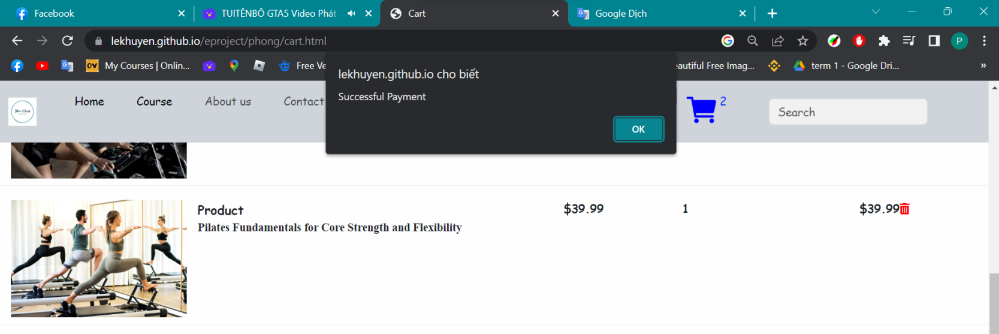 Facebook
TUITÊNBÔ GTA5 Video Phát
Cart
Google Dịch
lekhuyen.github.io/eproject/phong/cart.html
P
OV
My Courses | Onlin...
Free Ve
eautiful Free Imag...
term 1 - Google Dri...
»
lekhuyen.github.io cho biết
Successful Payment
OK
Home
Course
About us
Contact
2
Search
Product
Pilates Fundamentals for Core Strength and Flexibility
$39.99
1
$39.99